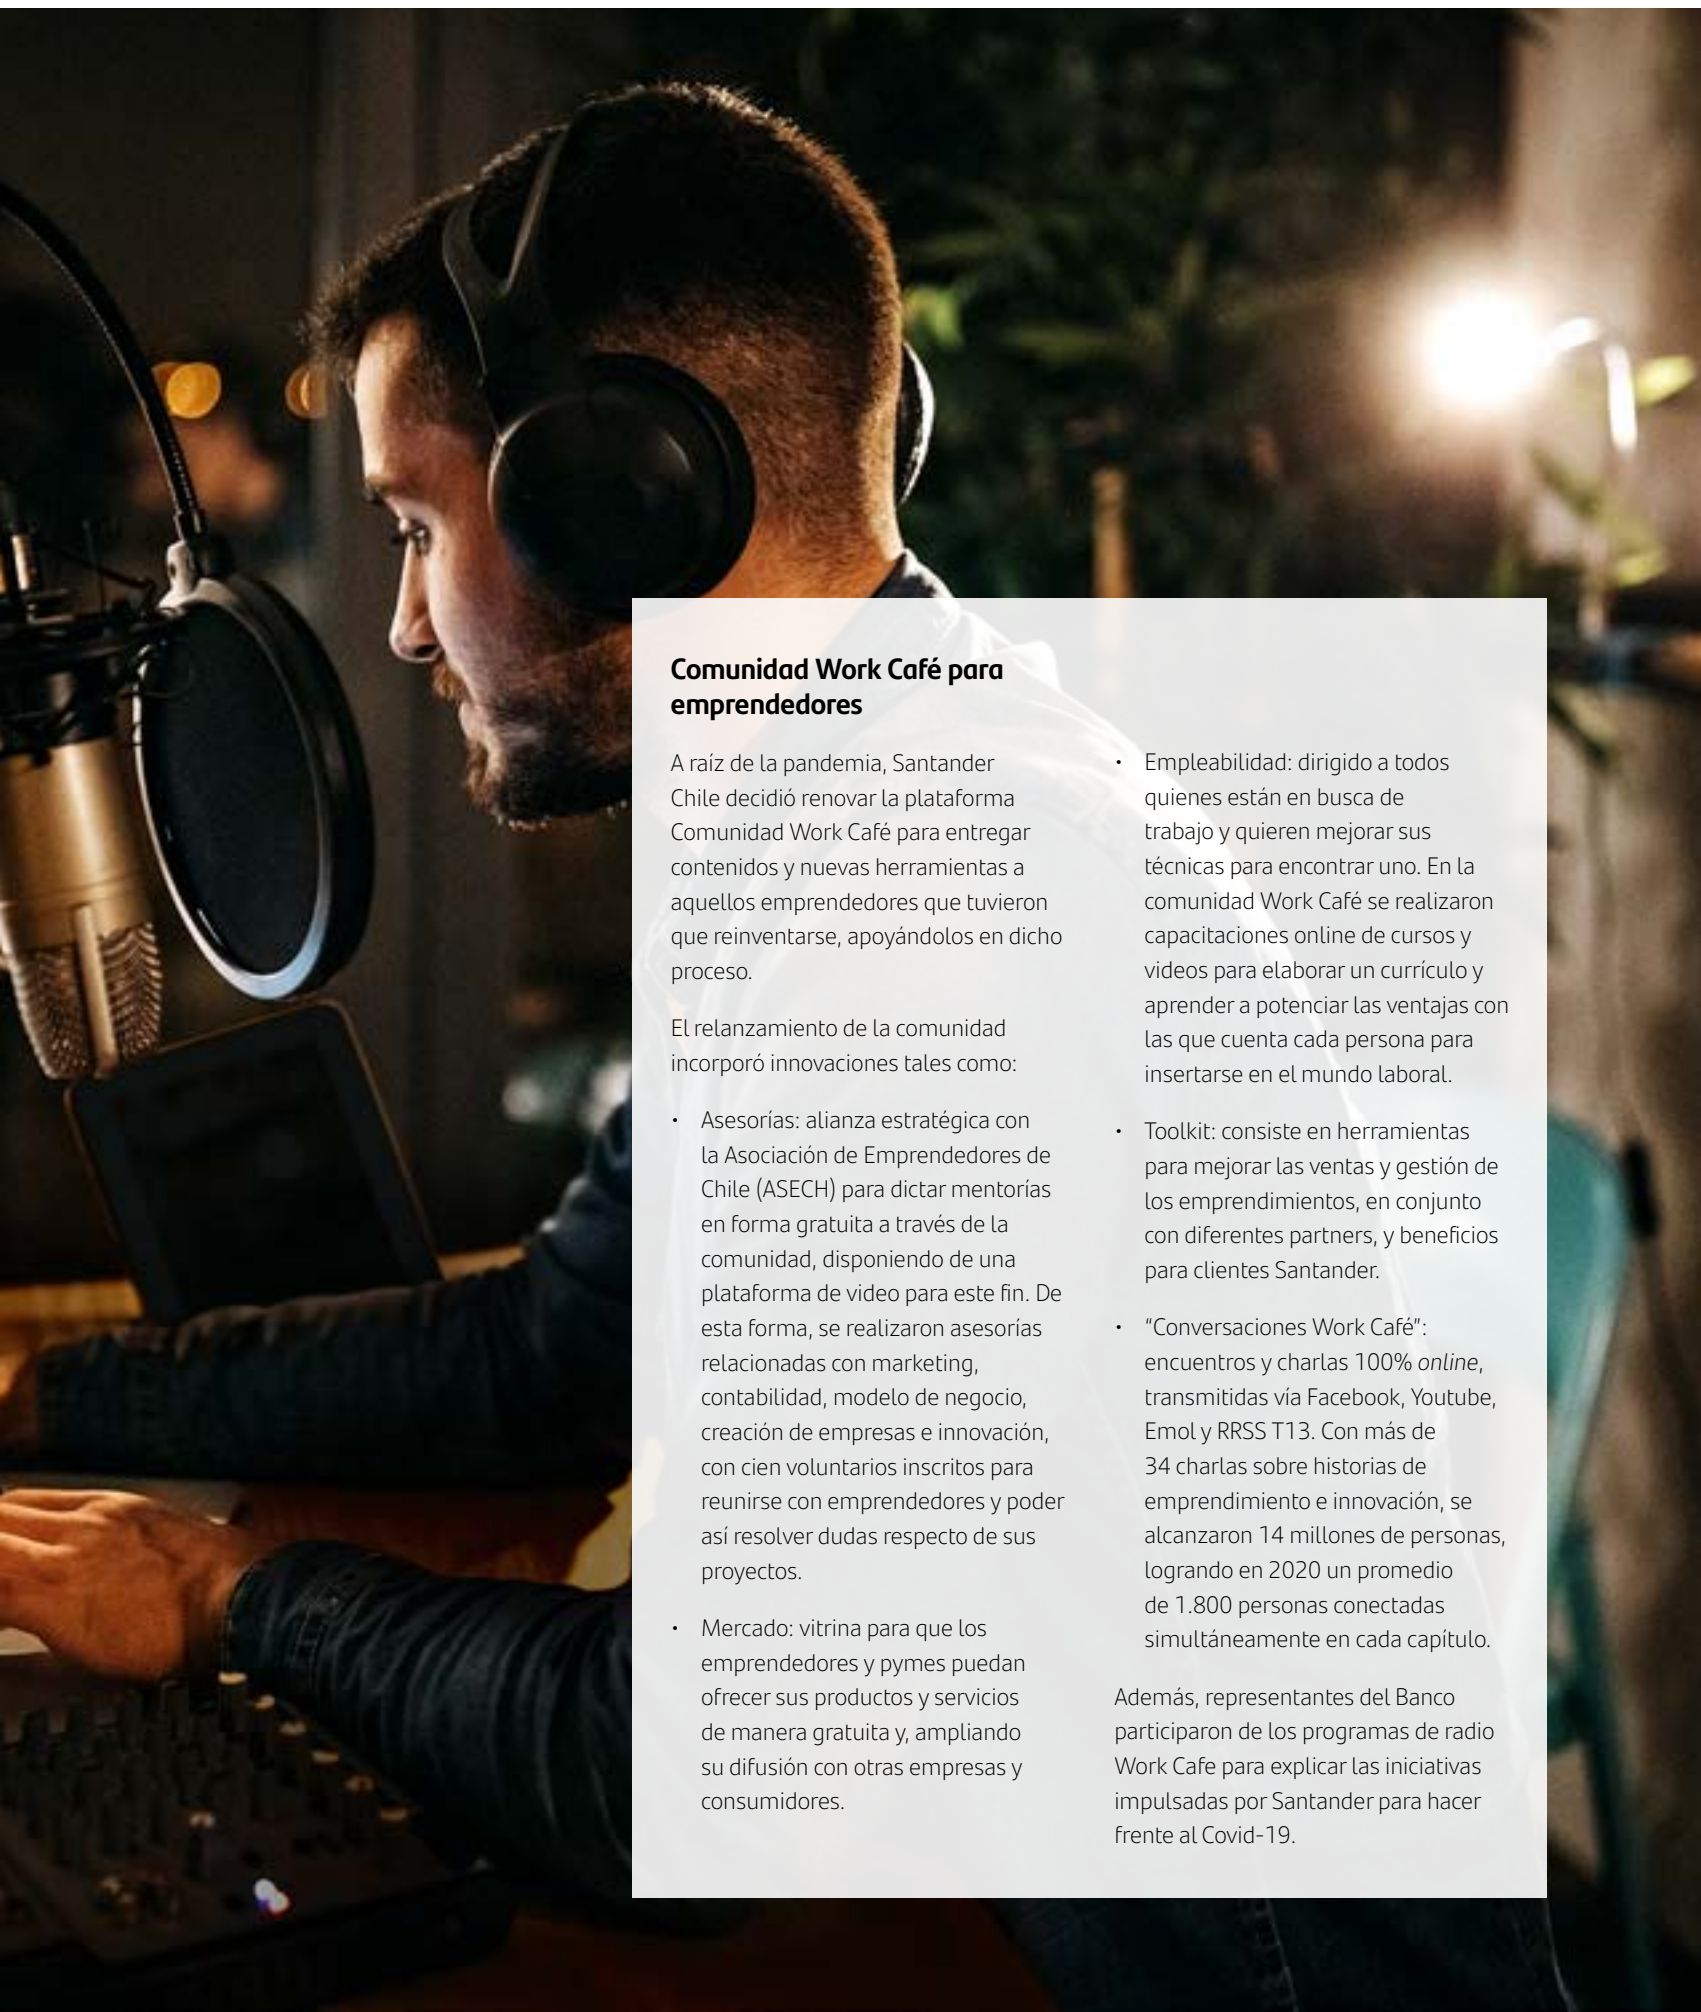 Comunidad Work Café para
emprendedores
A raíz de la pandemia, Santander
Chile decidió renovar la plataforma
Comunidad Work Café para entregar
contenidos y nuevas herramientas a
aquellos emprendedores que tuvieron
que reinventarse, apoyándolos en dicho
proceso.
El relanzamiento de la comunidad
incorporó innovaciones tales como:
• Asesorías: alianza estratégica con
la Asociación de Emprendedores de
Chile (ASECH) para dictar mentorías
en forma gratuita a través de la
comunidad, disponiendo de una
plataforma de video para este fin. De
esta forma, se realizaron asesorías
relacionadas con marketing,
contabilidad, modelo de negocio,
creación de empresas e innovación,
con cien voluntarios inscritos para
reunirse con emprendedores y poder
así resolver dudas respecto de sus
proyectos.
• Mercado: vitrina para que los
emprendedores y pymes puedan
ofrecer sus productos y servicios
de manera gratuita y, ampliando
su difusión con otras empresas y
consumidores.
• Empleabilidad: dirigido a todos
quienes están en busca de
trabajo y quieren mejorar sus
técnicas para encontrar uno. En la
comunidad Work Café se realizaron
capacitaciones online de cursos y
videos para elaborar un currículo y
aprender a potenciar las ventajas con
las que cuenta cada persona para
insertarse en el mundo laboral.
• Toolkit: consiste en herramientas
para mejorar las ventas y gestión de
los emprendimientos, en conjunto
con diferentes partners, y beneficios
para clientes Santander.
• “Conversaciones Work Café”:
encuentros y charlas 100% online,
transmitidas vía Facebook, Youtube,
Emol y RRSS T13. Con más de
34 charlas sobre historias de
emprendimiento e innovación, se
alcanzaron 14 millones de personas,
logrando en 2020 un promedio
de 1.800 personas conectadas
simultáneamente en cada capítulo.
Además, representantes del Banco
participaron de los programas de radio
Work Cafe para explicar las iniciativas
impulsadas por Santander para hacer
frente al Covid-19.